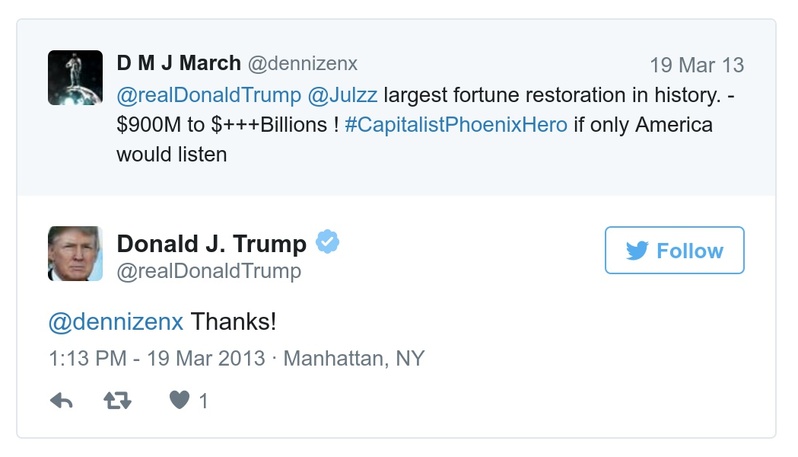 D M J March @dennizenx 19 Mar 13
@realDonaldTrump @Julzz largest fortune restoration in history. -
$900M to $+++Billions ! #CapitalistPhoenixHero if only America
would listen
Donald J. Trump Follow
@realDonaldTrump
@dennizenx Thanks!
1:13 PM - 19 Mar 2013 · Manhattan, NY
1